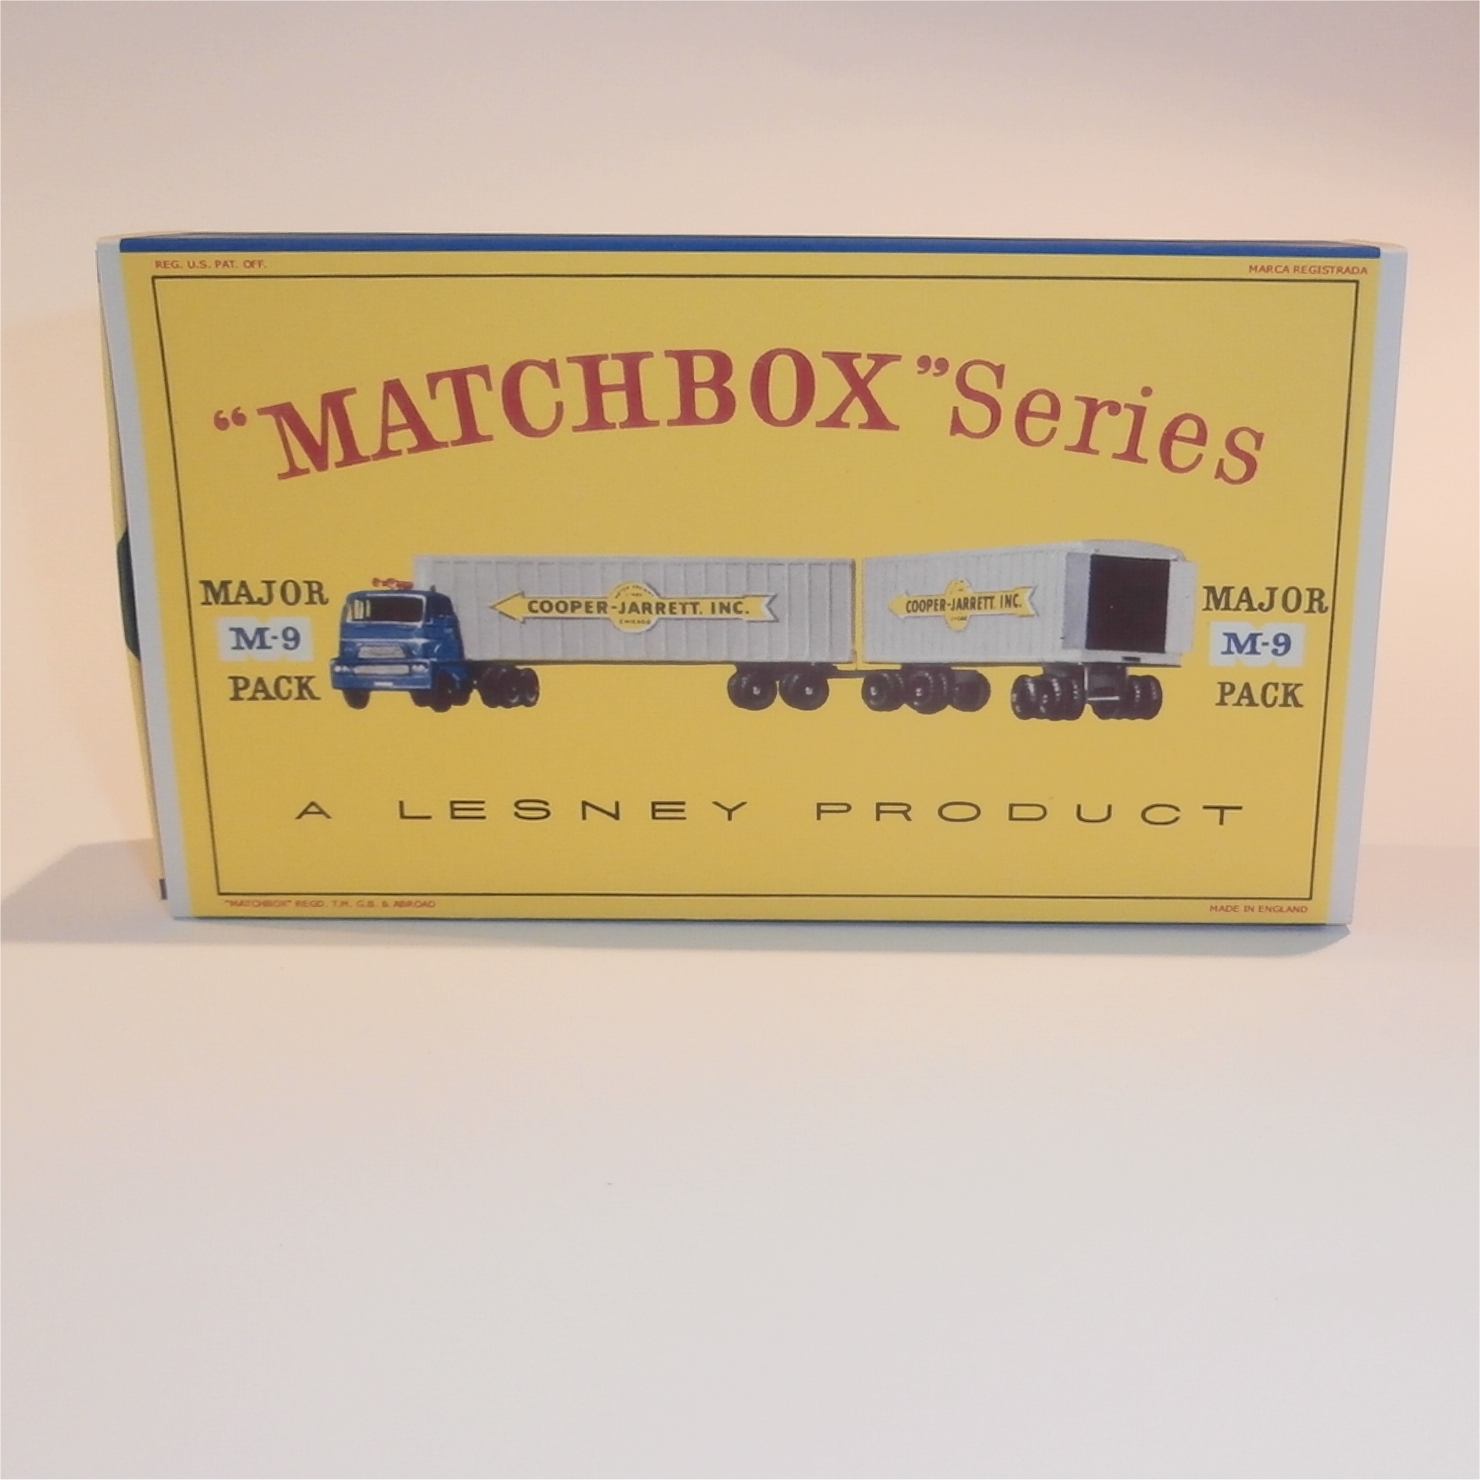 REG. U.S. PAT. OFF.
MARCA REGISTRADA
“MATCHBOX” Series
MAJOR
M-9
PACK
COOPER-JARRETT. INC.
CHICAGO
COOPER-JARRETT. INC.
MAJOR
M-9
PACK
A LESNEY PRODUCT
"MATCHBOX" REGD. T.M. G.B. & ABROAD
MADE IN ENGLAND